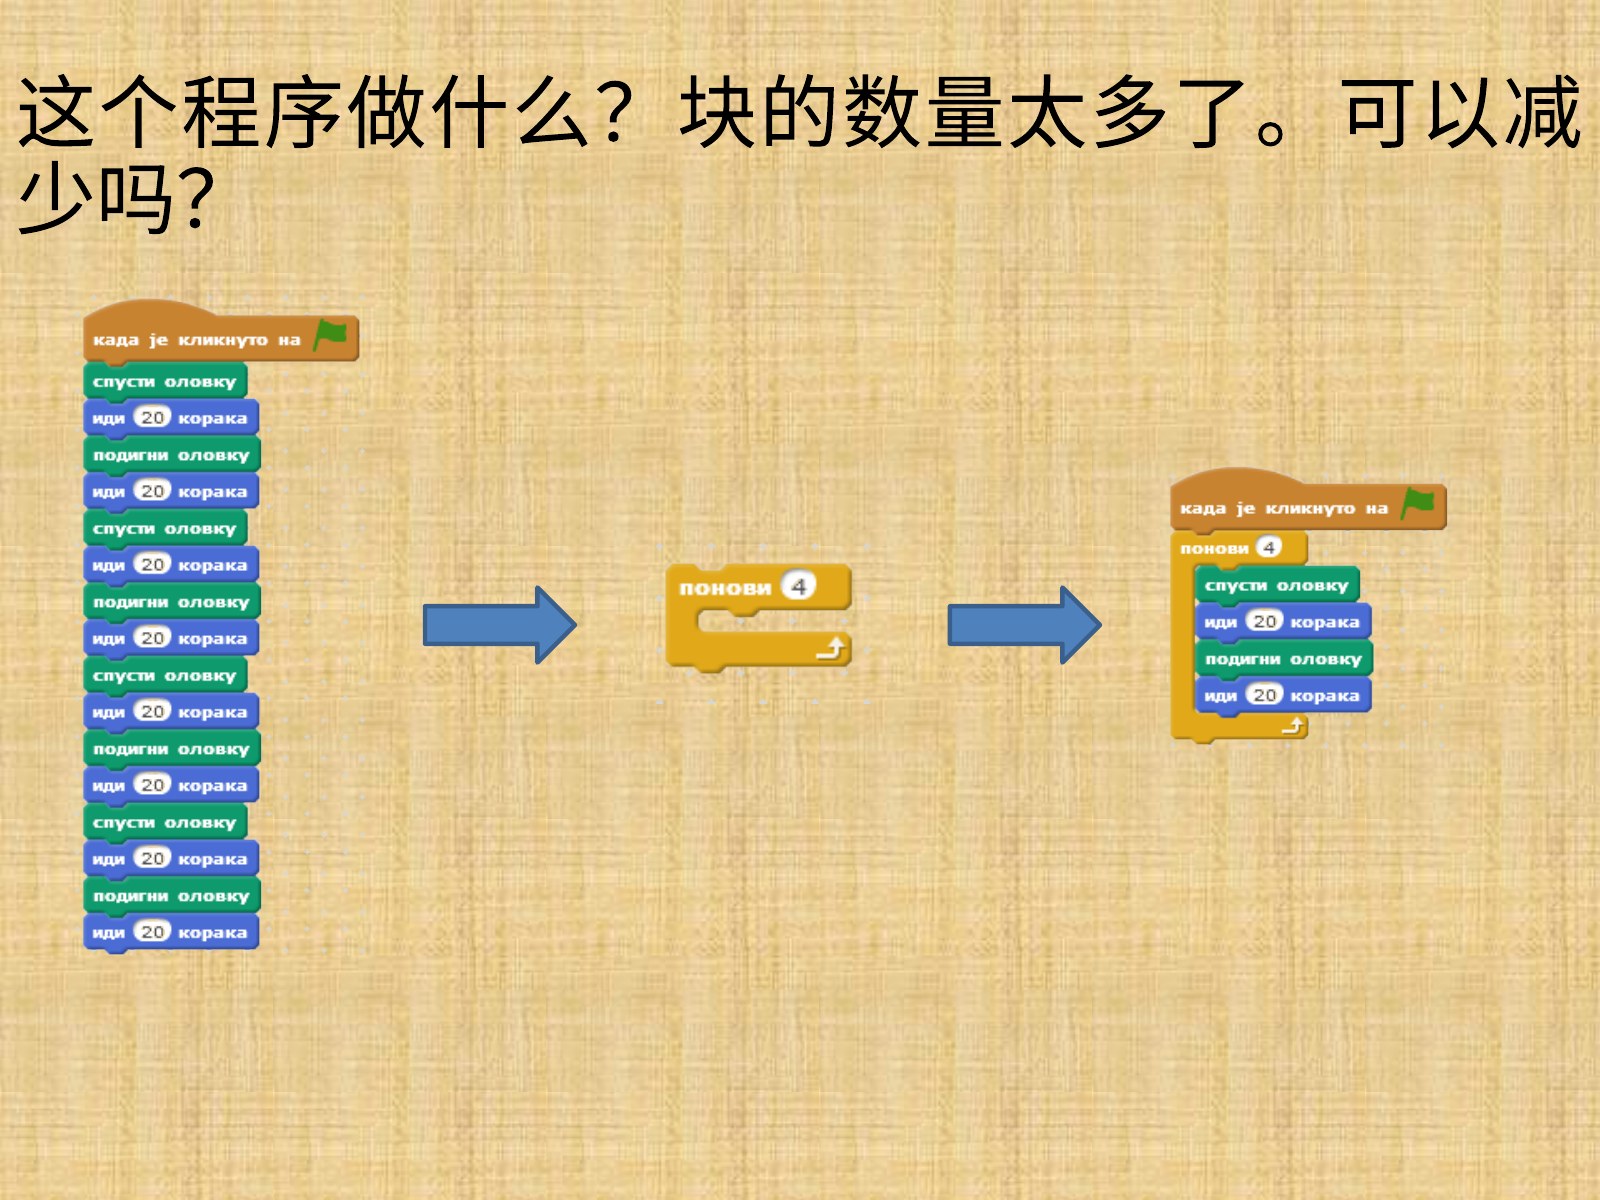 这个程序做什么？块的数量太多了。可以减
少吗？
када је кликнуто на
спусти оловку
иди 20 корака
подигни оловку
иди 20 корака
спусти оловку
иди 20 корака
подигни оловку
иди 20 корака
спусти оловку
иди 20 корака
подигни оловку
иди 20 корака
спусти оловку
иди 20 корака
подигни оловку
иди 20 корака
понови 4
када је кликнуто на
понови 4
спусти оловку
иди 20 корака
подигни оловку
иди 20 корака